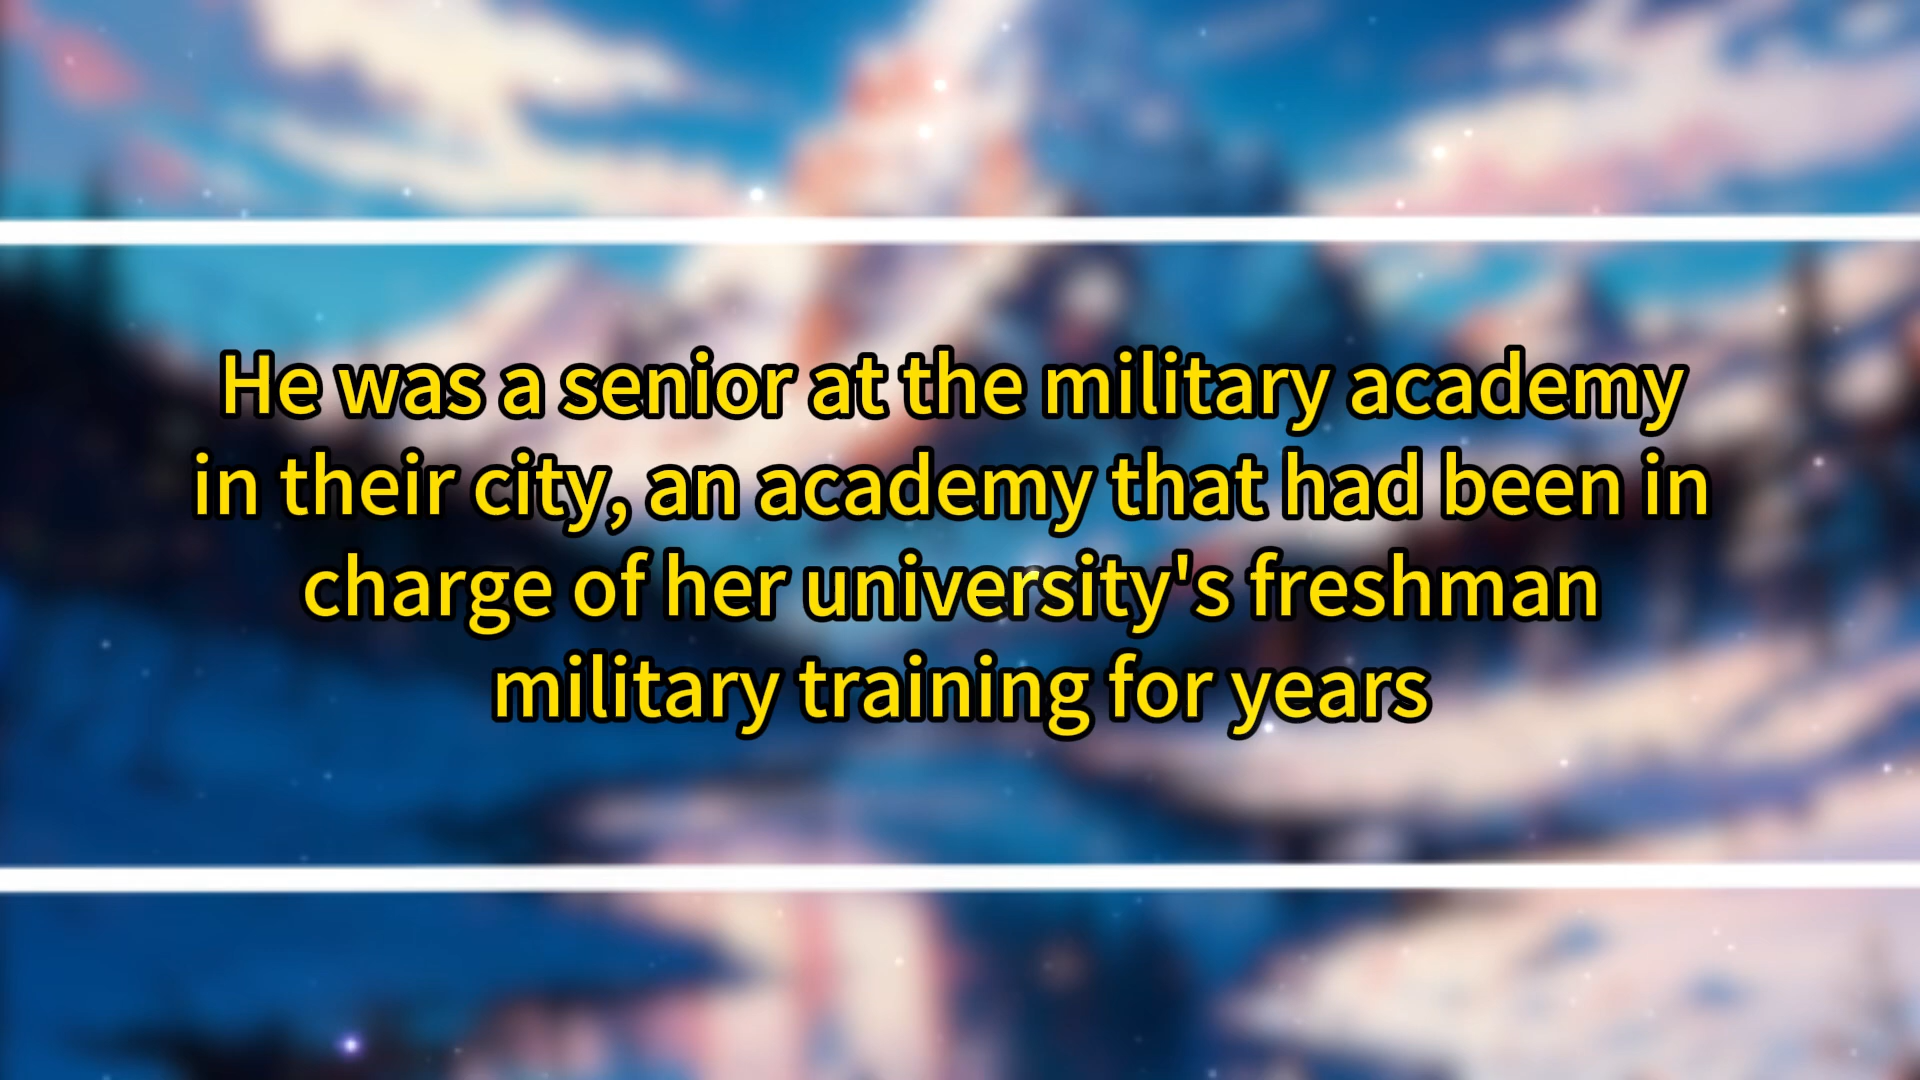 He was a senior at the military academy
in their city, an academy that had been in
charge of her university's freshman
military training for years